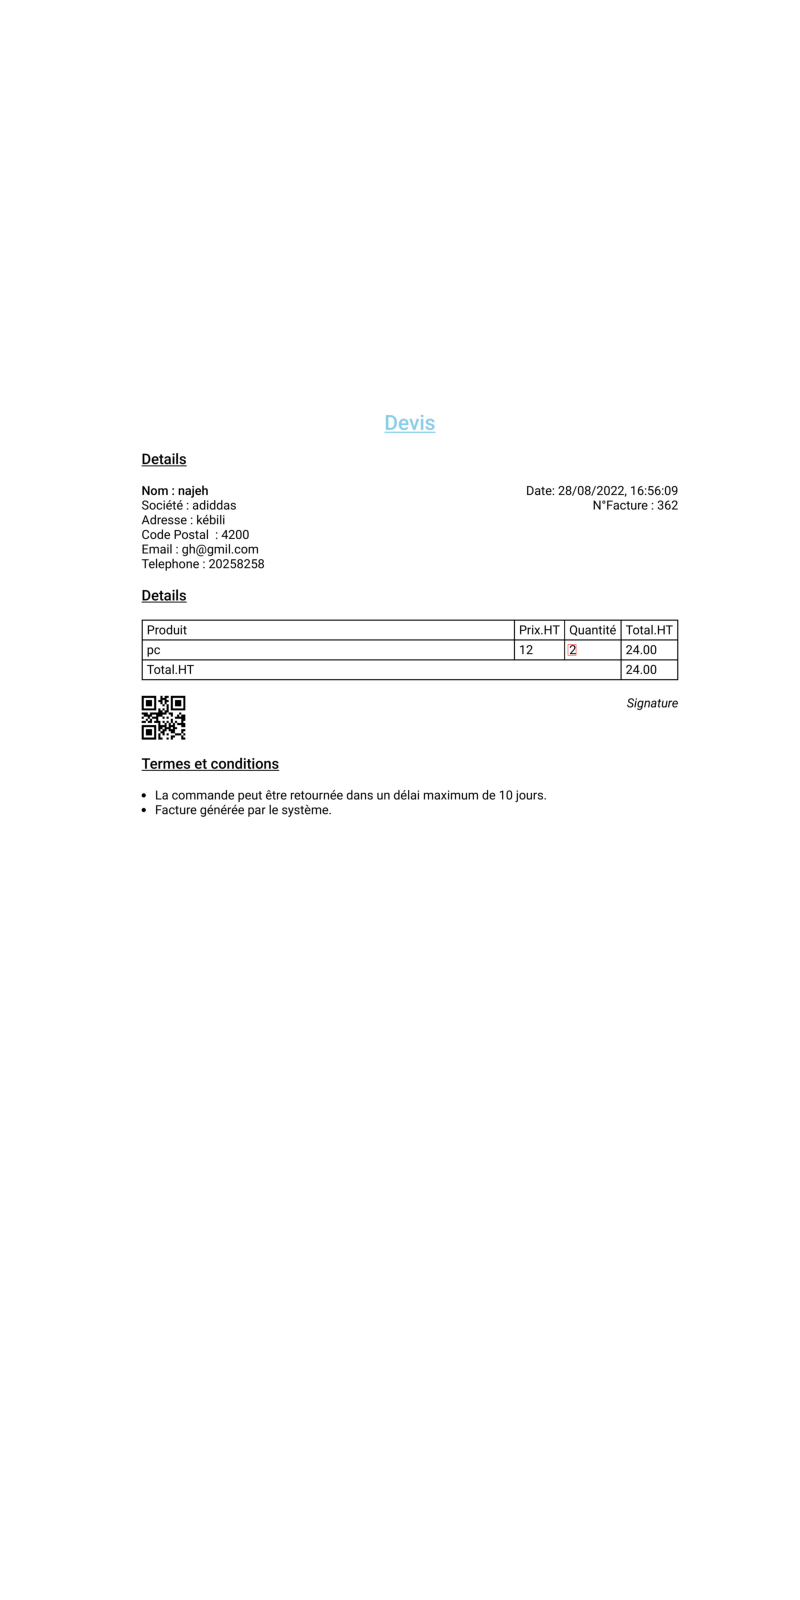 Devis
Details
Nom : najeh
Date: 28/08/2022, 16:56:09
Société : adiddas
N°Facture : 362
Adresse : kébili
Code Postal  : 4200
Email : gh@gmil.com
Telephone : 20258258
Details
Produit Prix.HT Quantité Total.HT
pc 12 2 24.00
Total.HT 24.00
Signature
Termes et conditions
• La commande peut être retournée dans un délai maximum de 10 jours.
• Facture générée par le système.